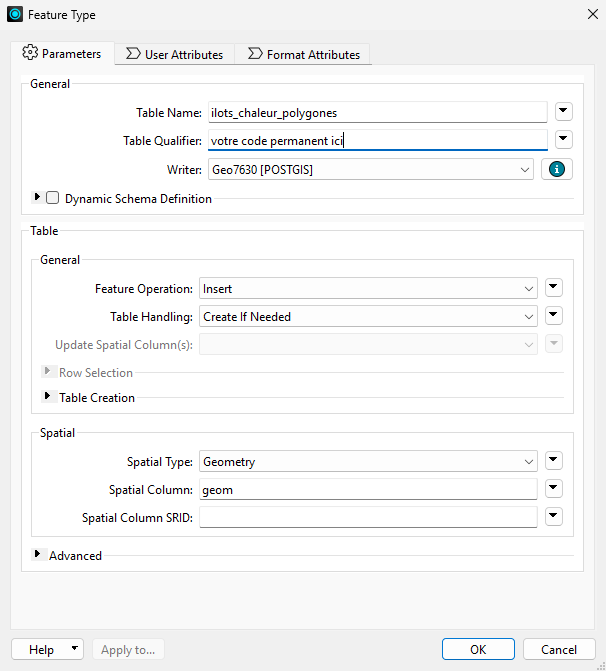 Feature Type
Parameters
User Attributes
Format Attributes
General
Table Name: ilots_chaleur_polygones
Table Qualifier: votre code permanent ici
Writer: Geo7630 [POSTGIS]
Dynamic Schema Definition
Table
General
Feature Operation: Insert
Table Handling: Create If Needed
Update Spatial Column(s):
Row Selection
Table Creation
Spatial
Spatial Type: Geometry
Spatial Column: geom
Spatial Column SRID:
Advanced
Help
Apply to...
OK
Cancel